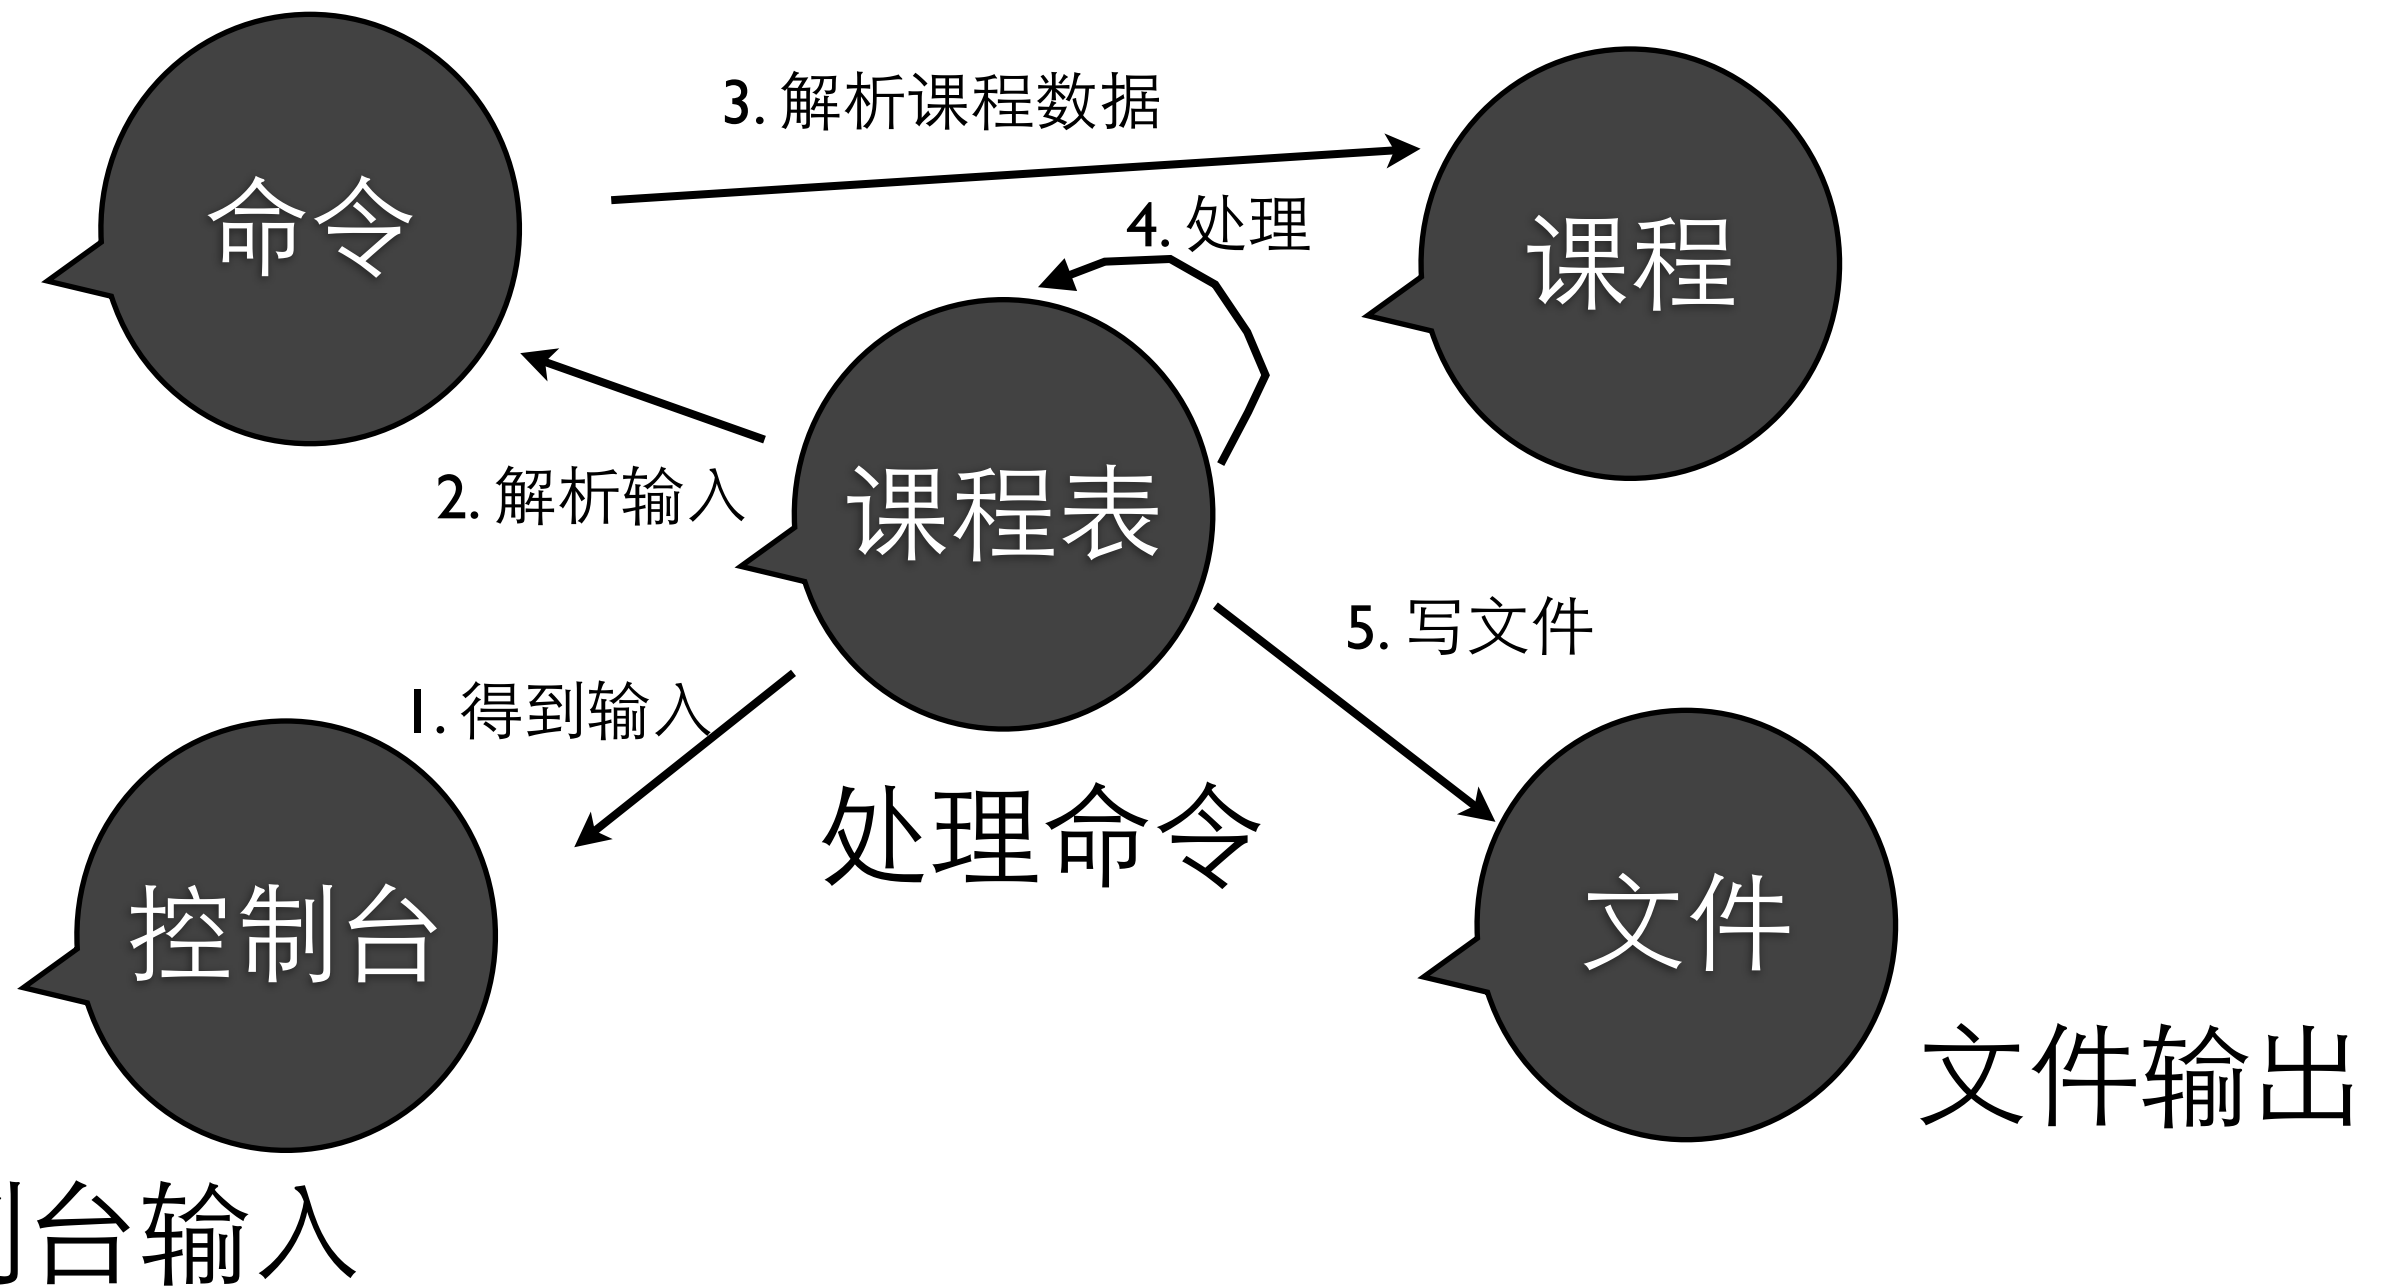 3. 解析课程数据
命令
4. 处理
课程
2. 解析输入
课程表
5. 写文件
1. 得到输入
处理命令
控制台
文件
文件输出
台输入